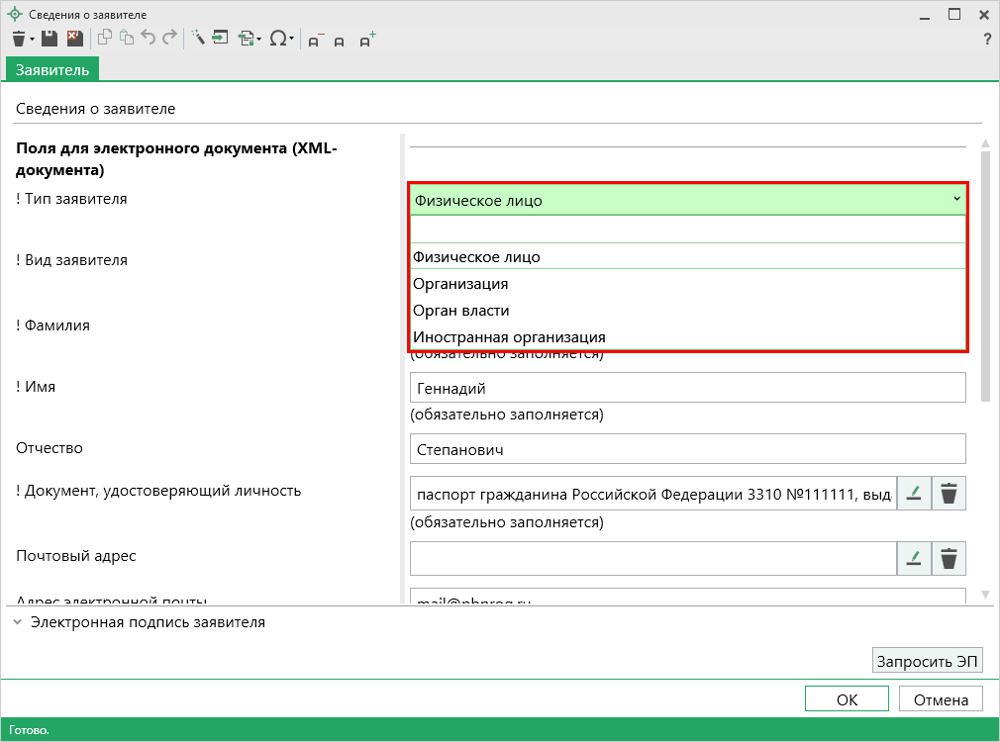 Сведения о заявителе
?
Заявитель
Сведения о заявителе
Поля для электронного документа (XML-
документа)
! Тип заявителя
Физическое лицо
Физическое лицо
! Вид заявителя
Организация
Орган власти
! Фамилия
Иностранная организация
(обязательно заполняется)
! Имя
Геннадий
(обязательно заполняется)
Отчество
Степанович
! Документ, удостоверяющий личность
паспорт гражданина Российской Федерации 3310 №111111, выд
(обязательно заполняется)
Почтовый адрес
Адрес электронной почты
mail@pbprog.ru
Электронная подпись заявителя
Запросить ЭП
ОК
Отмена
Готово.